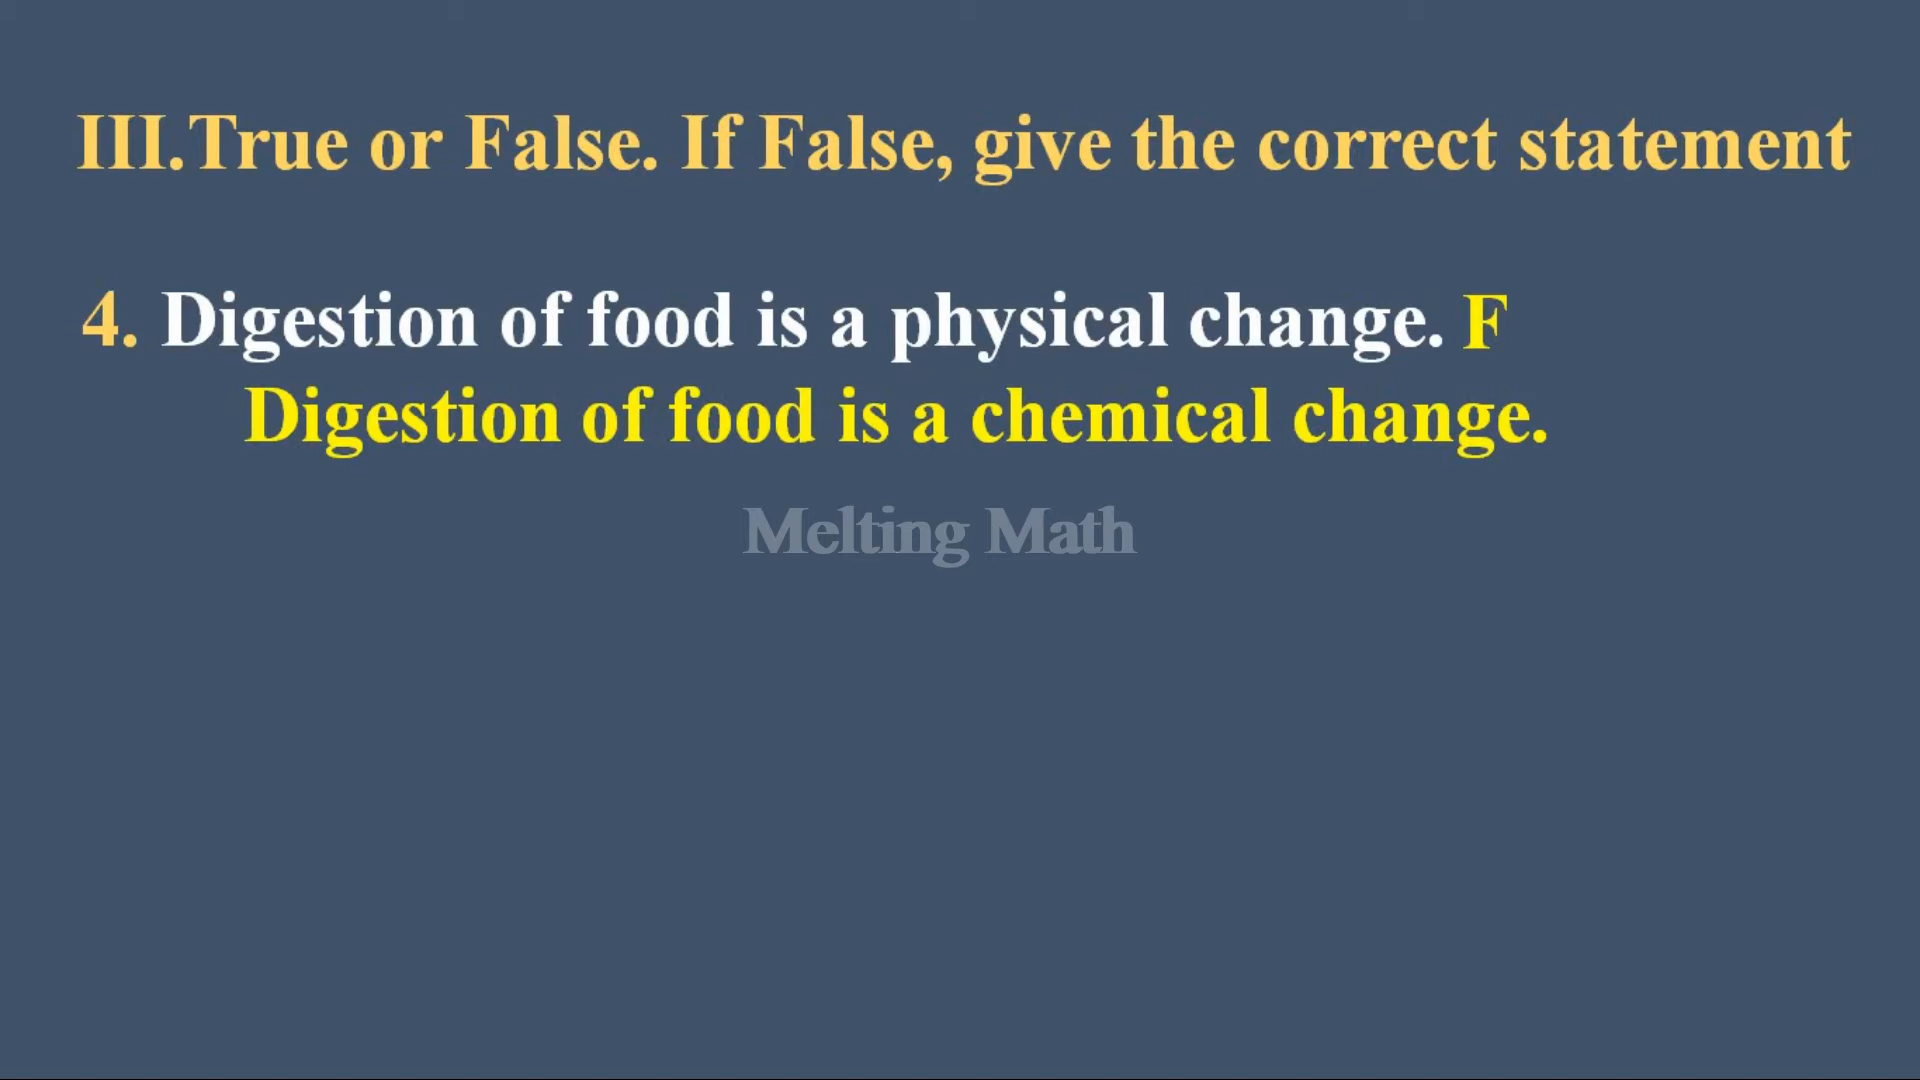 III.True or False. If False, give the correct statement
4. Digestion of food is a physical change. F
Digestion of food is a chemical change.
Melting Math